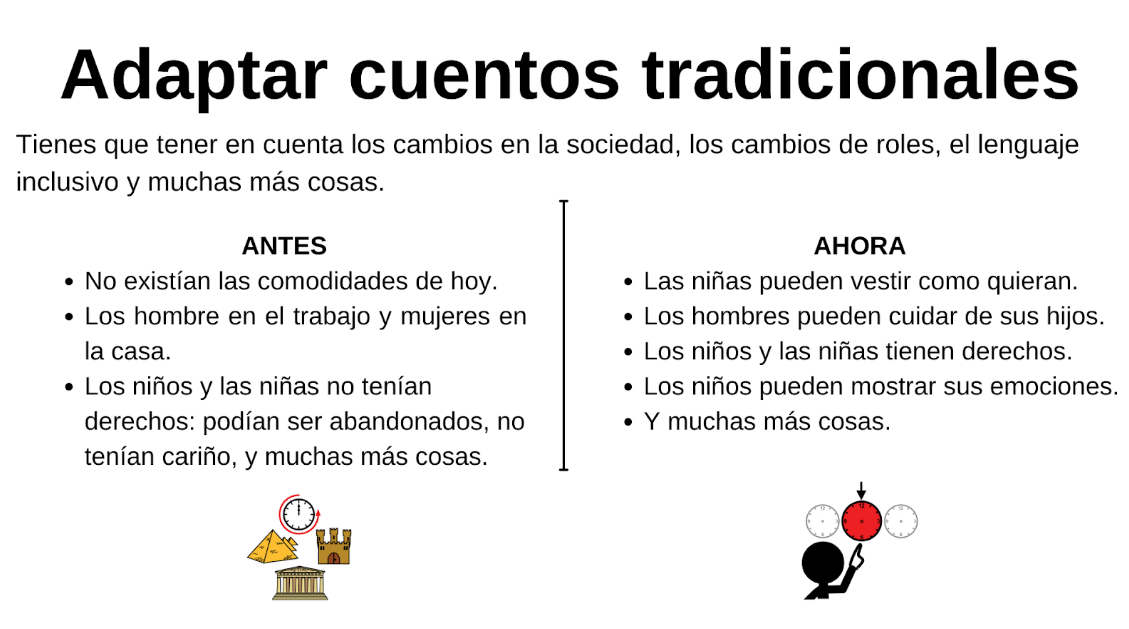 Adaptar cuentos tradicionales
Tienes que tener en cuenta los cambios en la sociedad, los cambios de roles, el lenguaje
inclusivo y muchas más cosas.
ANTES
• No existían las comodidades de hoy.
• Los hombre en el trabajo y mujeres en
la casa.
• Los niños y las niñas no tenían
derechos: podían ser abandonados, no
tenían cariño, y muchas más cosas.
AHORA
• Las niñas pueden vestir como quieran.
• Los hombres pueden cuidar de sus hijos.
• Los niños y las niñas tienen derechos.
• Los niños pueden mostrar sus emociones.
• Y muchas más cosas.